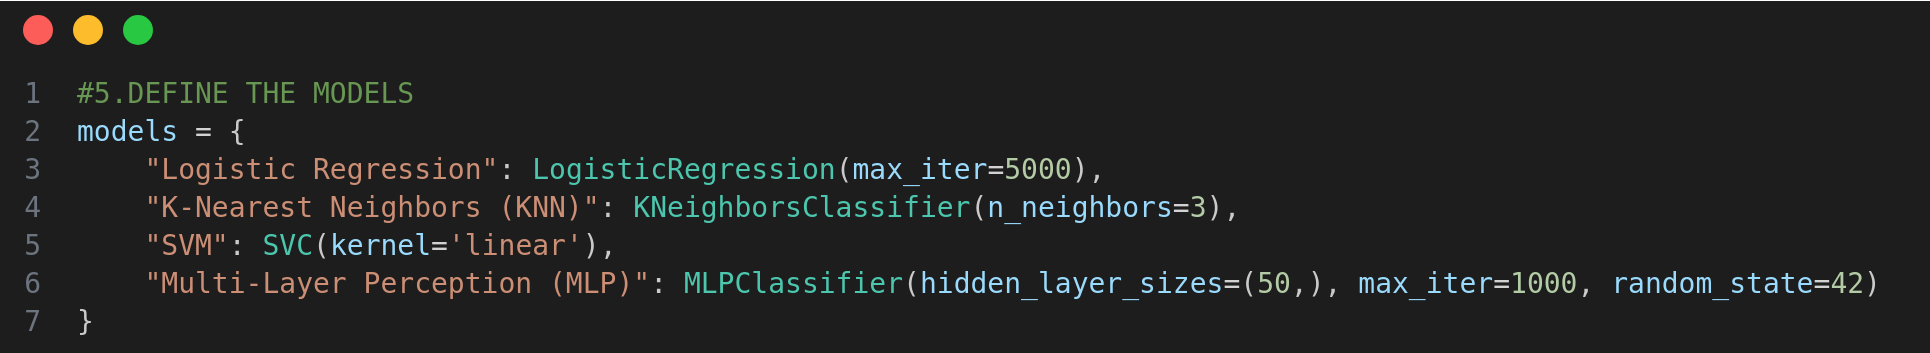 1 #5.DEFINE THE MODELS
2 models = {
3     "Logistic Regression": LogisticRegression(max_iter=5000),
4     "K-Nearest Neighbors (KNN)": KNeighborsClassifier(n_neighbors=3),
5     "SVM": SVC(kernel='linear'),
6     "Multi-Layer Perception (MLP)": MLPClassifier(hidden_layer_sizes=(50,), max_iter=1000, random_state=42)
7 }